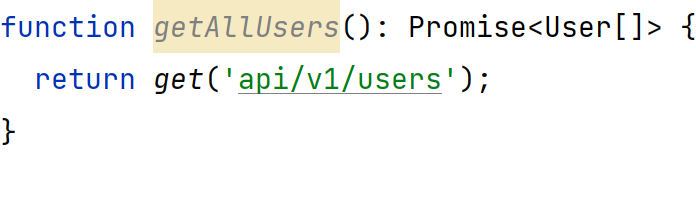 function getAllUsers(): Promise<User[]> {
return get('api/v1/users');
}